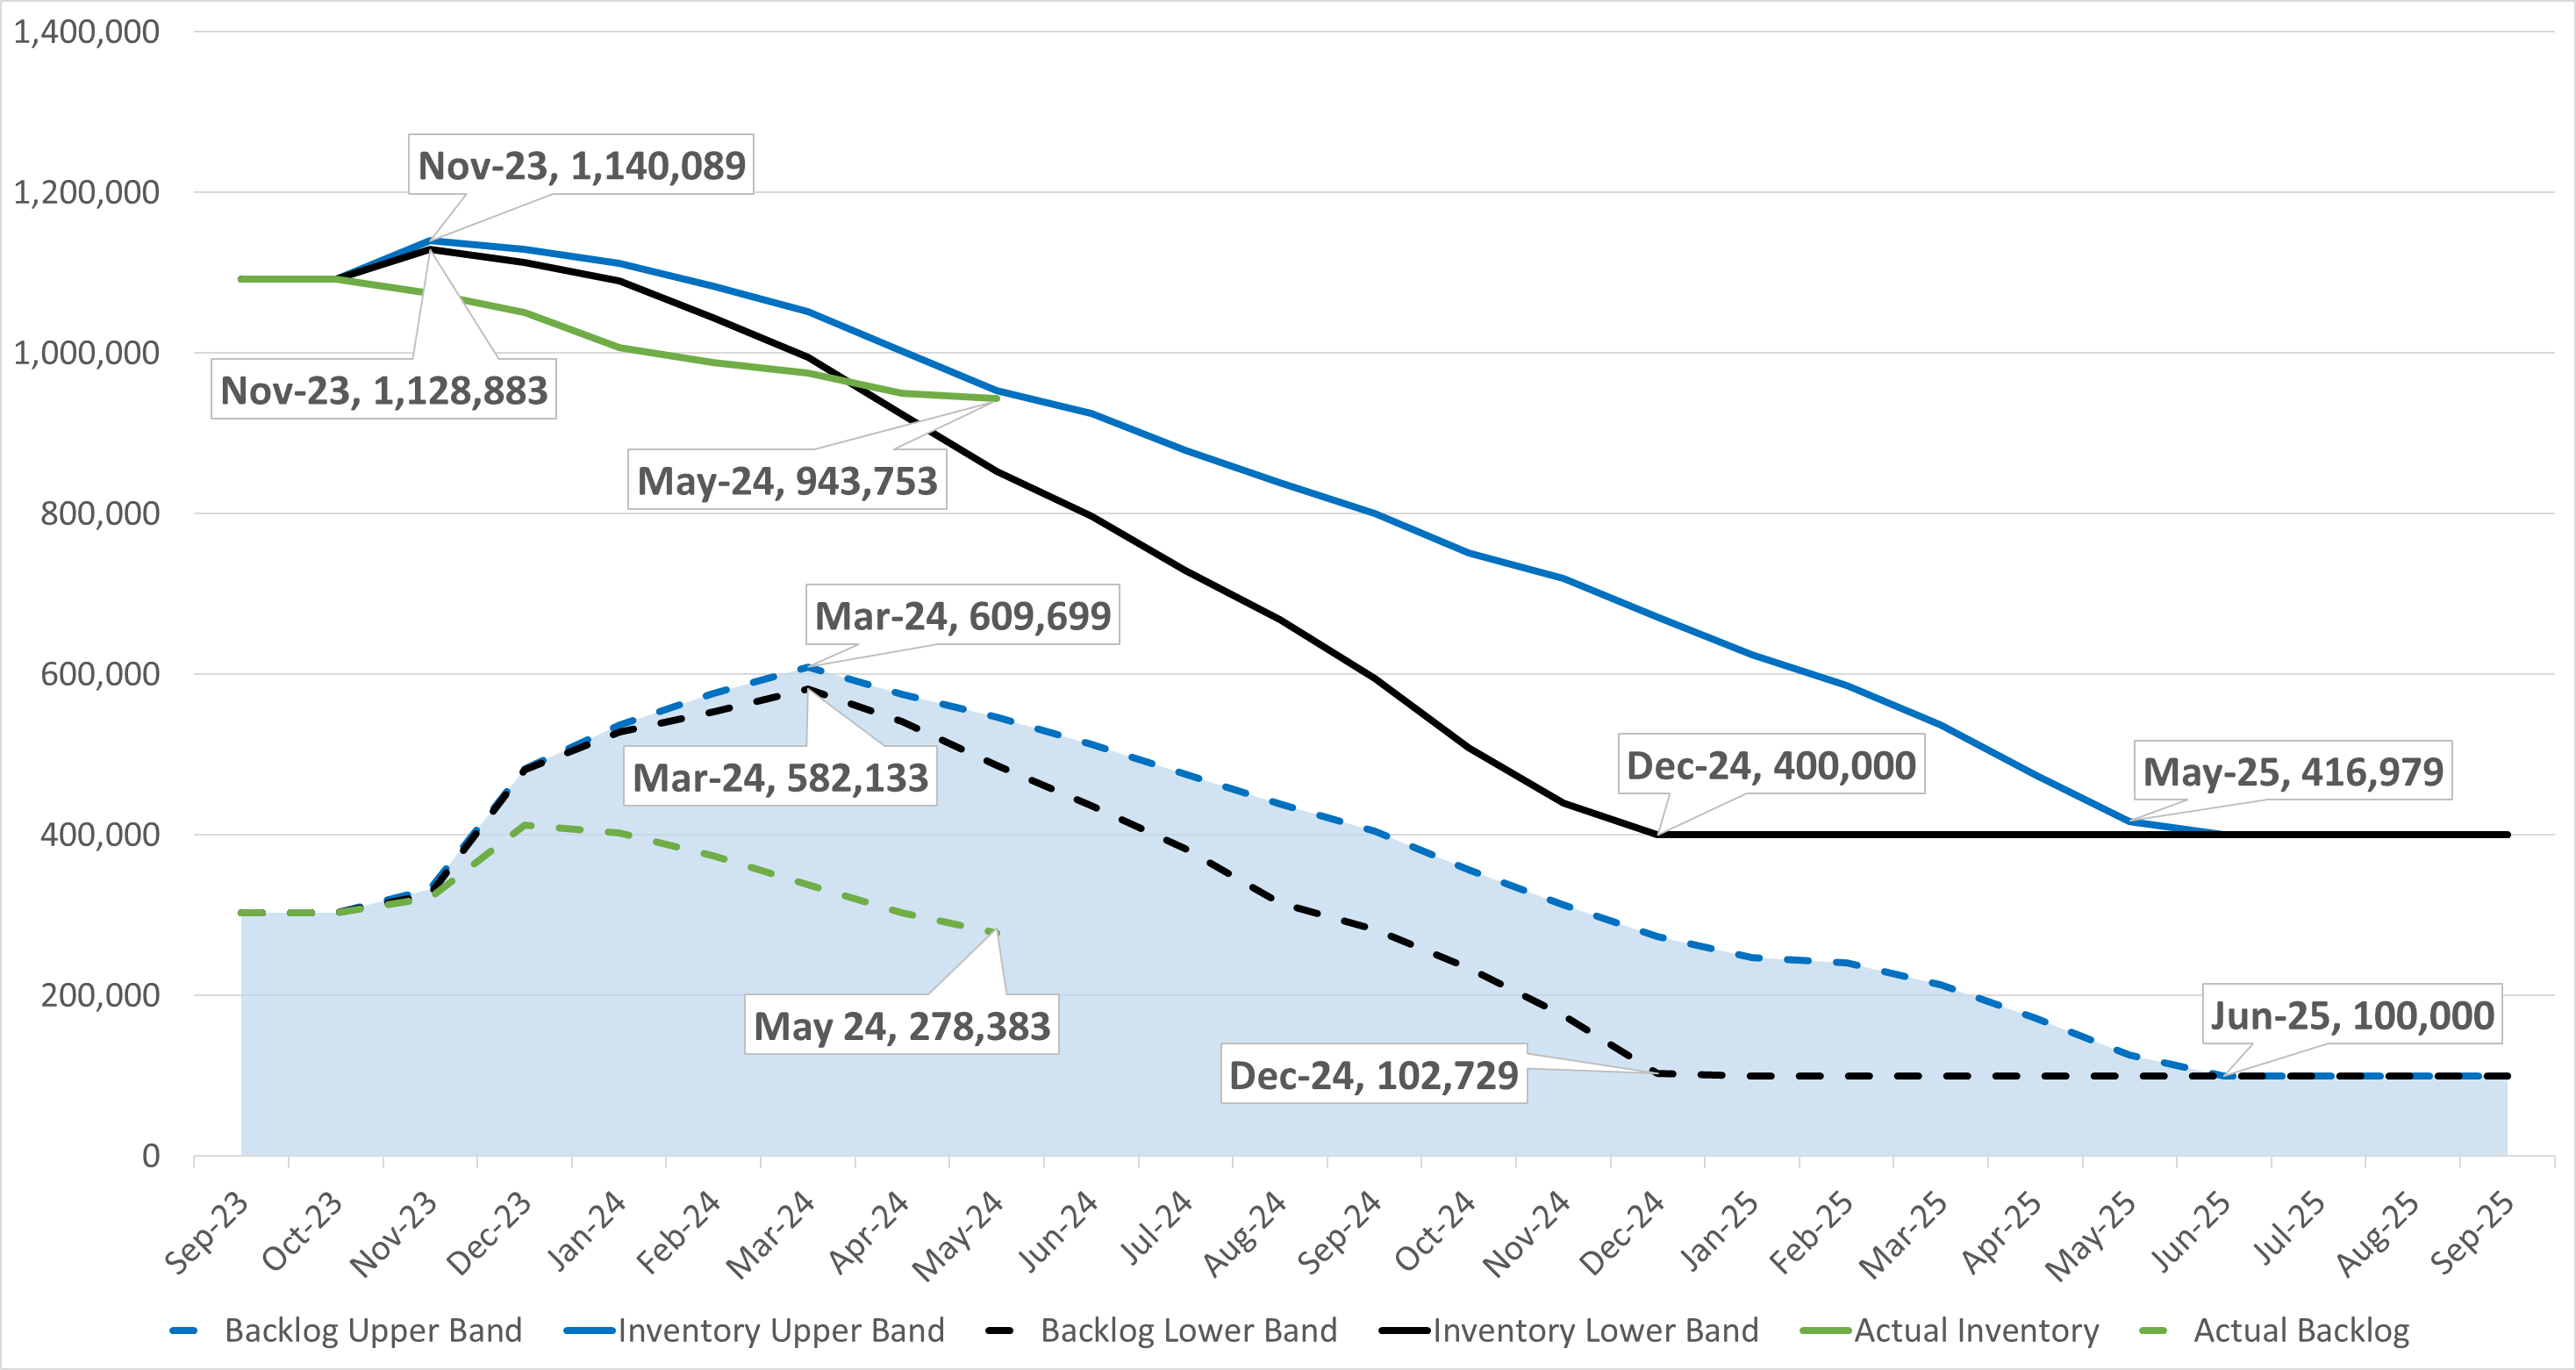 1,400,000
1,200,000
1,000,000
800,000
600,000
400,000
200,000
0
Nov-23, 1,140,089
Nov-23, 1,128,883
May-24, 943,753
Mar-24, 609,699
Mar-24, 582,133
Dec-24, 400,000
May-25, 416,979
May 24, 278,383
Jun-25, 100,000
Dec-24, 102,729
Sep-23
Oct-23
Nov-23
Dec-23
Jan-24
Feb-24
Mar-24
Apr-24
May-24
Jun-24
Jul-24
Aug-24
Sep-24
Oct-24
Nov-24
Dec-24
Jan-25
Feb-25
Mar-25
Apr-25
May-25
Jun-25
Jul-25
Aug-25
Sep-25
Backlog Upper Band
Inventory Upper Band
Backlog Lower Band
Inventory Lower Band
Actual Inventory
Actual Backlog